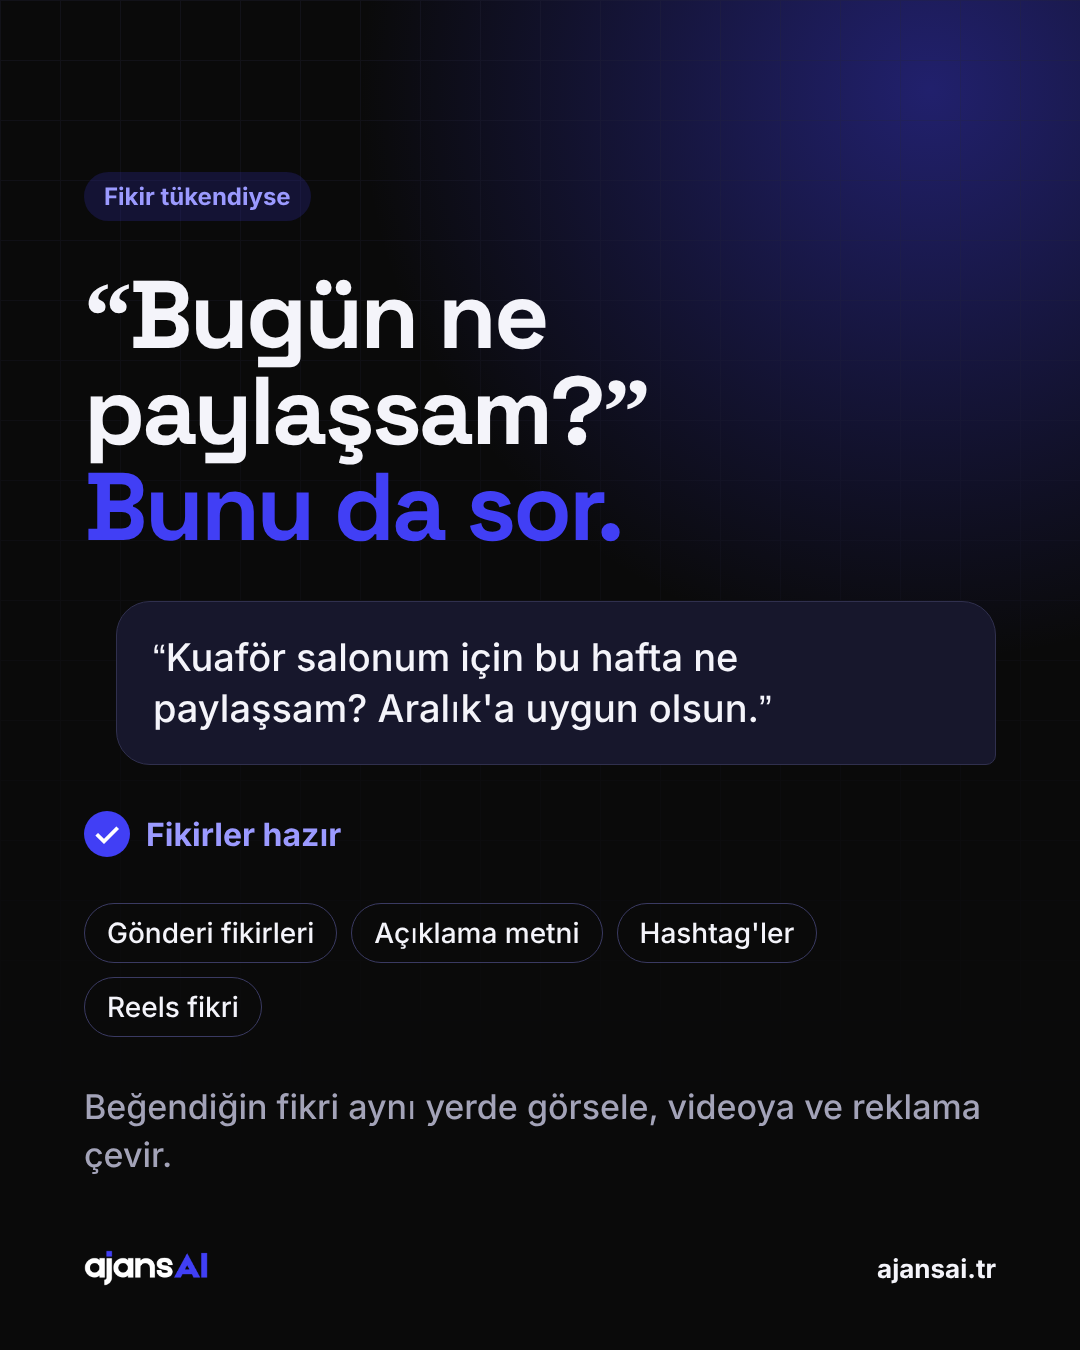 Fikir tükendiyse
“Bugün ne
paylaşsam?”
Bunu da sor.
“Kuaför salonum için bu hafta ne
paylaşsam? Aralık'a uygun olsun.”
Fikirler hazır
Gönderi fikirleri
Açıklama metni
Hashtag'ler
Reels fikri
Beğendiğin fikri aynı yerde görsele, videoya ve reklama
çevir.
ajansAI
ajansai.tr